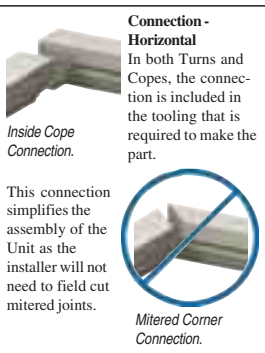 Connection -
Horizontal
In both Turns and
Copes, the connec-
tion is included in
the tooling that is
required to make the
part.
Inside Cope
Connection.
This connection
simplifies the
assembly of the
Unit as the
installer will not
need to field cut
mitered joints.
Mitered Corner
Connection.